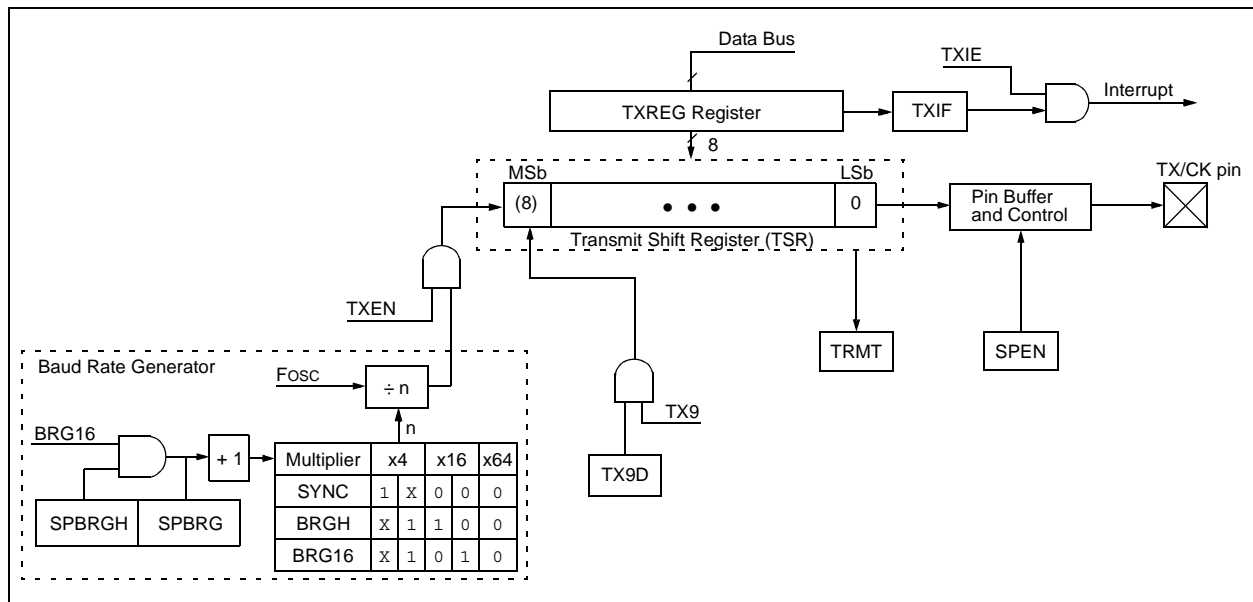 Data Bus
TXIE
Interrupt
TXREG Register
TXIF
8
MSb
LSb
TX/CK pin
(8)
• • •
0
Pin Buffer
and Control
Transmit Shift Register (TSR)
TXEN
TRMT
SPEN
Baud Rate Generator
FOSC
÷ n
TX9
n
BRG16
+ 1
Multiplier x4 x16 x64
TX9D
SYNC 1 X 0 0 0
SPBRGH SPBRG
BRGH X 1 1 0 0
BRG16 X 1 0 1 0